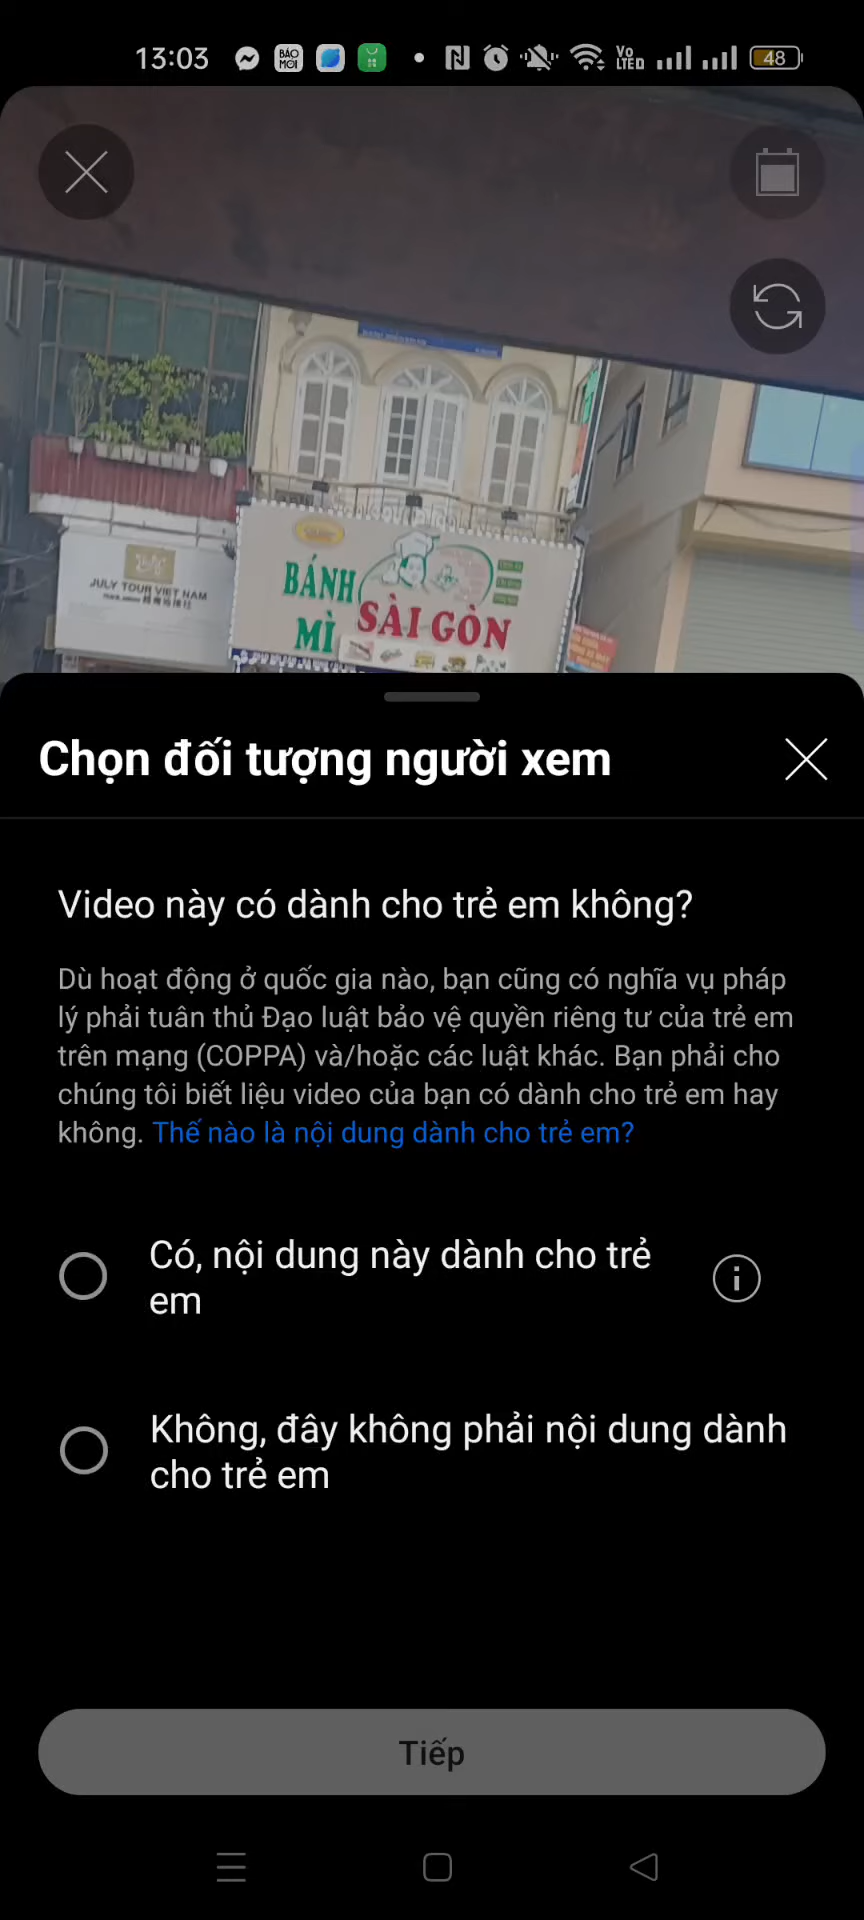 13:03
BÁO
MỚI
Vo
LTED
48
JULY TOUR VIET NAM
BÁNH
MÌ
SÀI GÒN
Chọn đối tượng người xem
Video này có dành cho trẻ em không?
Dù hoạt động ở quốc gia nào, bạn cũng có nghĩa vụ pháp
lý phải tuân thủ Đạo luật bảo vệ quyền riêng tư của trẻ em
trên mạng (COPPA) và/hoặc các luật khác. Bạn phải cho
chúng tôi biết liệu video của bạn có dành cho trẻ em hay
không. Thế nào là nội dung dành cho trẻ em?
Có, nội dung này dành cho trẻ
em
Không, đây không phải nội dung dành
cho trẻ em
Tiếp